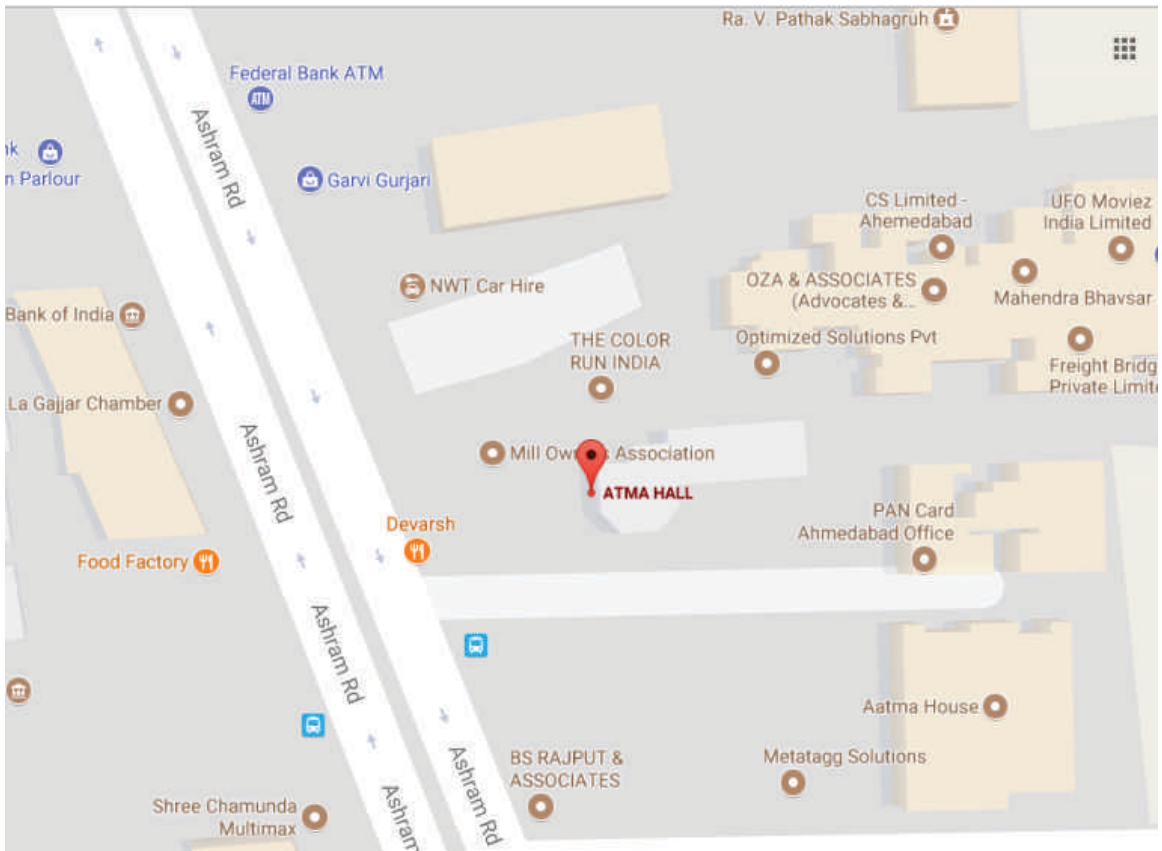 Ra. V. Pathak Sabhagruh
Federal Bank ATM
ATM
Ashram Rd
n Parlour
Garvi Gurjari
CS Limited -
Ahemedabad
UFO Moviez
India Limited
OZA & ASSOCIATES
(Advocates &...
Mahendra Bhavsar
NWT Car Hire
Bank of India
THE COLOR
RUN INDIA
Optimized Solutions Pvt
Freight Bridg
Private Limite
La Gajjar Chamber
Ashram Rd
Mill Ow s Association
ATMA HALL
PAN Card
Ahmedabad Office
Devarsh
Food Factory
Ashram Rd
Aatma House
BS RAJPUT &
ASSOCIATES
Metatagg Solutions
Ashram Rd
Shree Chamunda
Multimax
Ashram